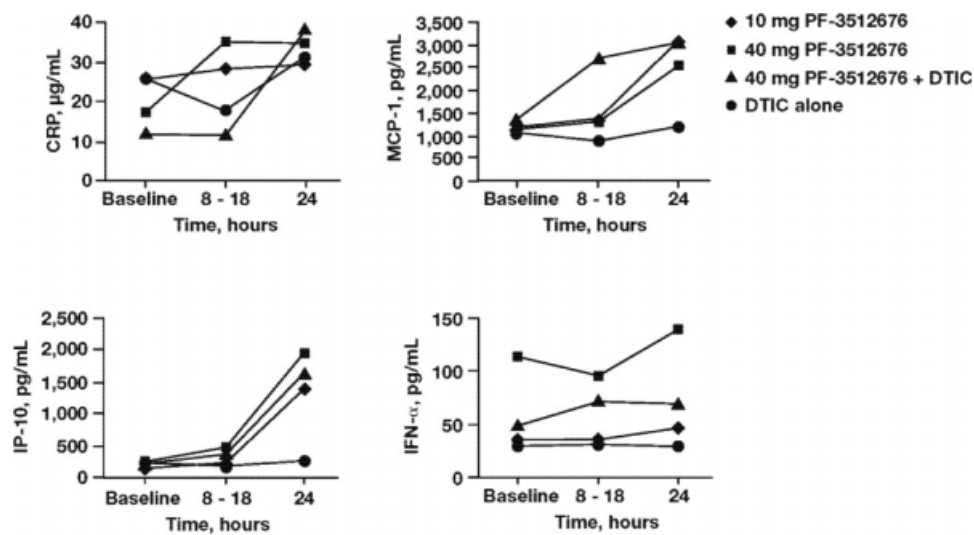 CRP, µg/mL
40
30
20
10
0
Baseline 8 - 18 24
Time, hours
MCP-1, pg/mL
3,500
3,000
2,500
2,000
1,500
1,000
500
0
Baseline 8 - 18 24
Time, hours
10 mg PF-3512676
40 mg PF-3512676
40 mg PF-3512676 + DTIC
DTIC alone
IP-10, pg/mL
2,500
2,000
1,500
1,000
500
0
Baseline 8 - 18 24
Time, hours
IFN-α, pg/mL
150
100
50
0
Baseline 8 - 18 24
Time, hours